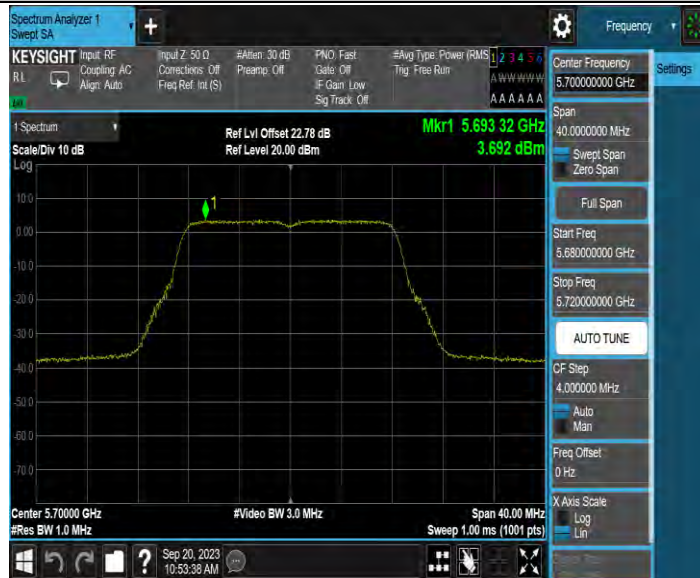 Spectrum Analyzer 1
Swept SA
+
Frequency
KEYSIGHT
RL
Input: RF
Coupling: AC
Align: Auto
Input Z: 50 Ω
Corrections: Off
Freq Ref: Int (S)
#Atten: 30 dB
Preamp: Off
PNO: Fast
Gate: Off
IF Gain: Low
Sig Track: Off
#Avg Type: Power (RMS
Trig: Free Run
1 2 3 4 5 6
A W W W W W
A A A A A A
1 Spectrum
Scale/Div 10 dB
Ref Lvl Offset 22.78 dB
Ref Level 20.00 dBm
Mkr1 5.693 32 GHz
3.692 dBm
Log
10.0
0.00
-10.0
-20.0
-30.0
-40.0
-50.0
-60.0
-70.0
1
Center 5.70000 GHz
#Res BW 1.0 MHz
#Video BW 3.0 MHz
Span 40.00 MHz
Sweep 1.00 ms (1001 pts)
Center Frequency
5.700000000 GHz
Settings
Span
40.0000000 MHz
Swept Span
Zero Span
Full Span
Start Freq
5.680000000 GHz
Stop Freq
5.720000000 GHz
AUTO TUNE
CF Step
4.000000 MHz
Auto
Man
Freq Offset
0 Hz
X Axis Scale
Log
Lin
?
Sep 20, 2023
10:53:38 AM